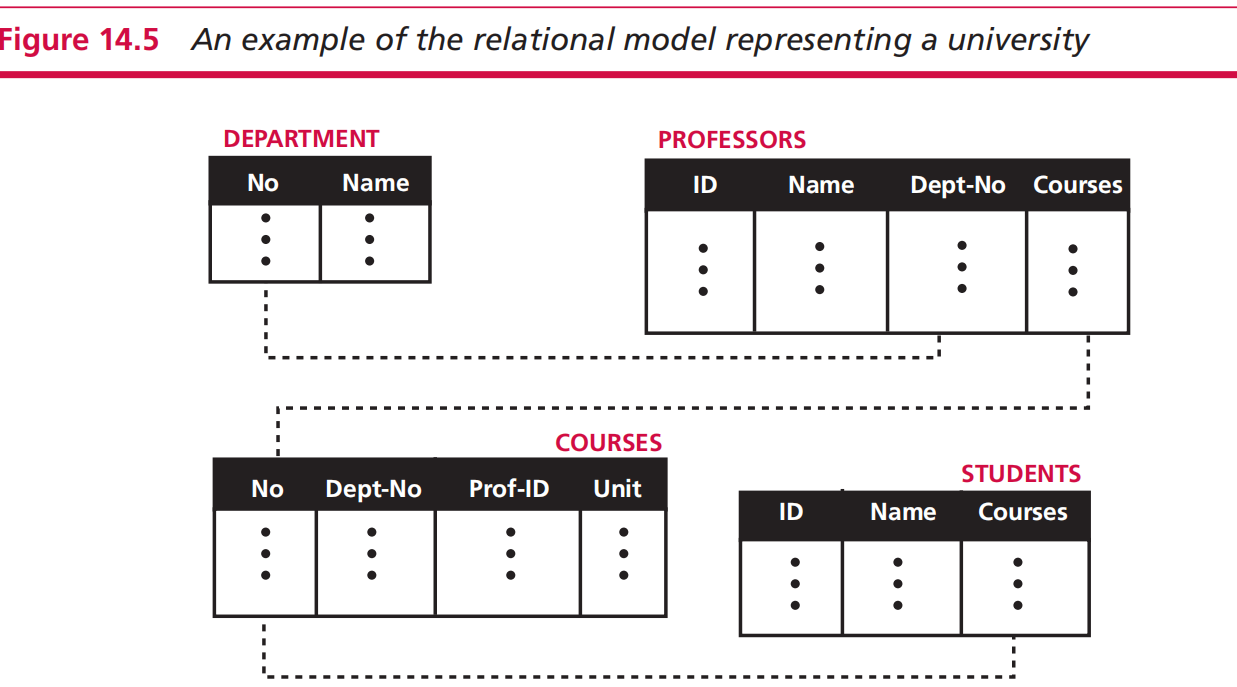 Figure 14.5 An example of the relational model representing a university
DEPARTMENT
No Name
PROFESSORS
ID Name Dept-No Courses
COURSES
No Dept-No Prof-ID Unit
STUDENTS
ID Name Courses